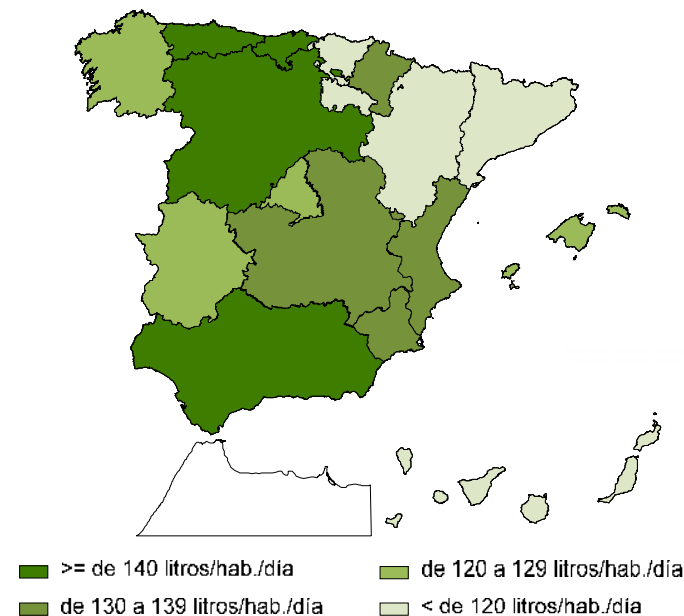 >= de 140 litros/hab./día
de 120 a 129 litros/hab./día
de 130 a 139 litros/hab./día
< de 120 litros/hab./día